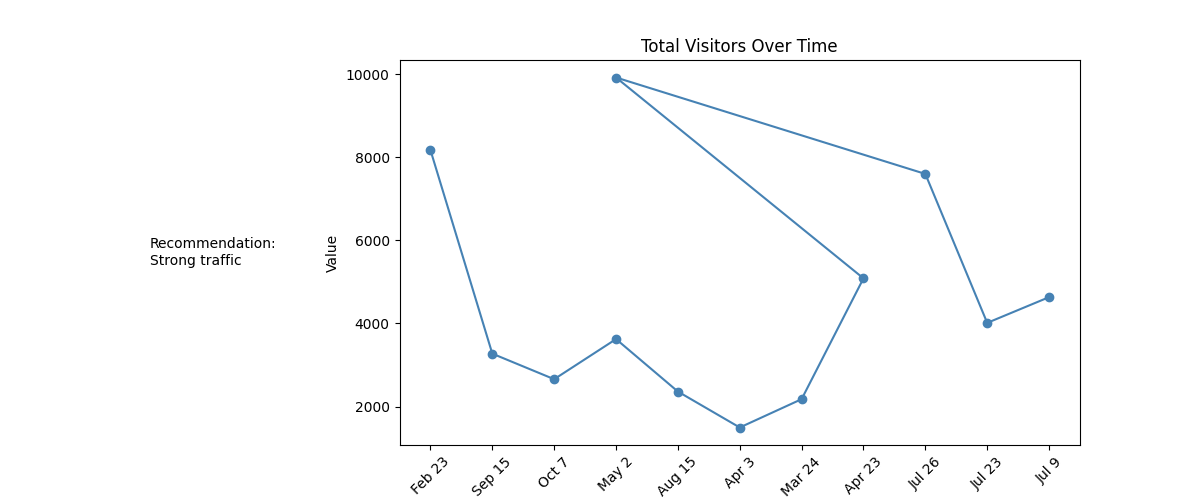 Total Visitors Over Time
Recommendation:
Strong traffic
Value
10000
8000
6000
4000
2000
Feb 23
Sep 15
Oct 7
May 2
Aug 15
Apr 3
Mar 24
Apr 23
Jul 26
Jul 23
Jul 9